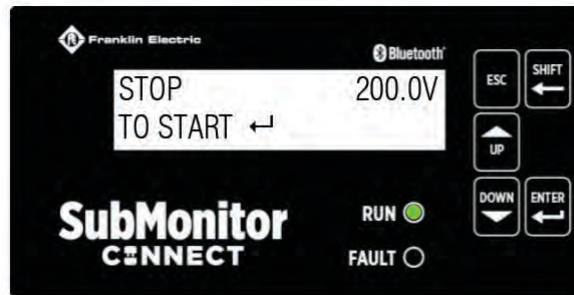 Franklin Electric
Bluetooth
STOP 200.0V
TO START ↵
SubMonitor
CONNECT
RUN
FAULT
ESC
SHIFT
UP
DOWN
ENTER